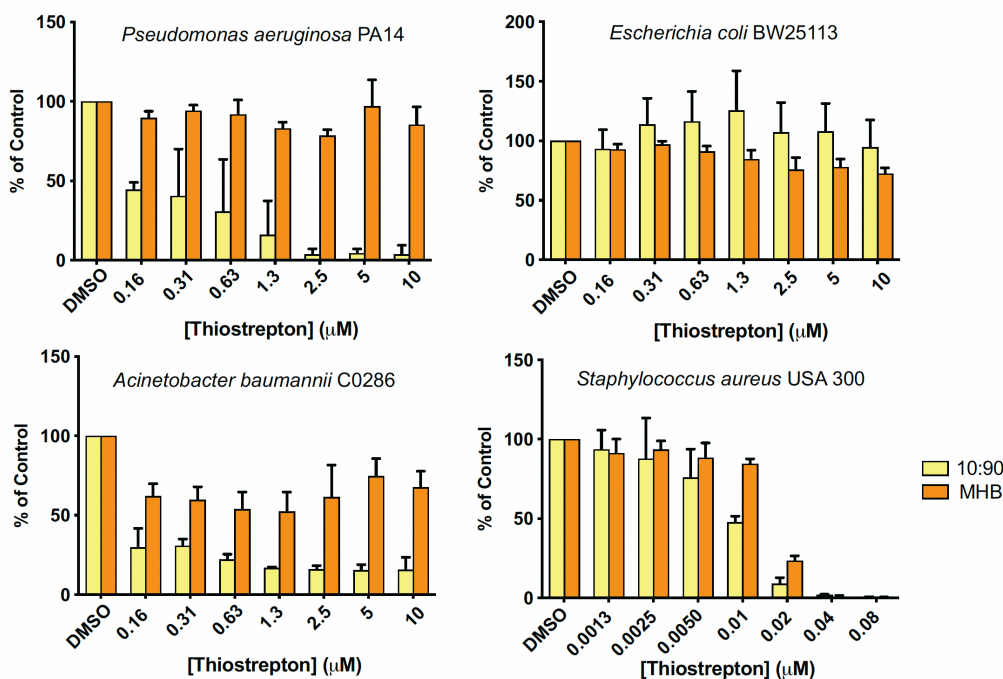 Pseudomonas aeruginosa PA14
% of Control
150
100
50
0
DMSO 0.16 0.31 0.63 1.3 2.5 5 10
[Thiostrepton] (μM)
Escherichia coli BW25113
% of Control
200
150
100
50
0
DMSO 0.16 0.31 0.63 1.3 2.5 5 10
[Thiostrepton] (μM)
Acinetobacter baumannii C0286
% of Control
150
100
50
0
DMSO 0.16 0.31 0.63 1.3 2.5 5 10
[Thiostrepton] (μM)
Staphylococcus aureus USA 300
% of Control
150
100
50
0
DMSO 0.0013 0.0025 0.0050 0.01 0.02 0.04 0.08
[Thiostrepton] (μM)
10:90
MHB